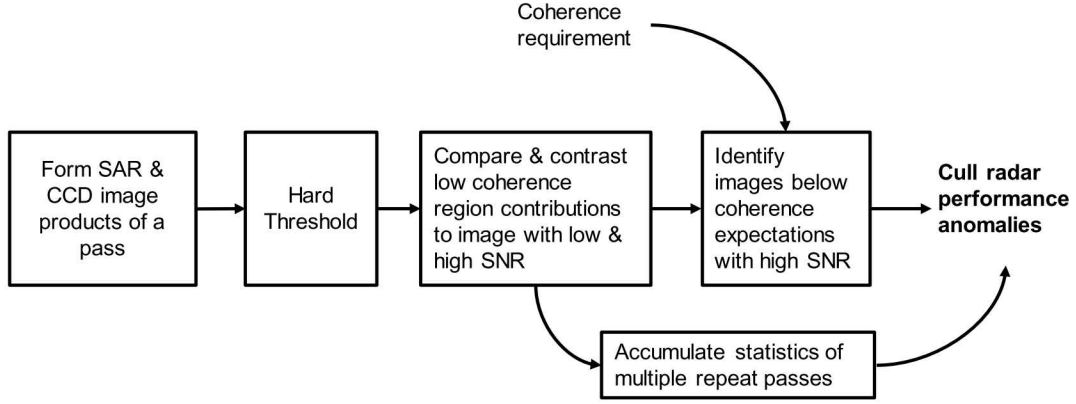 Coherence
requirement
Form SAR &
CCD image
products of a
pass
Hard
Threshold
Compare & contrast
low coherence
region contributions
to image with low &
high SNR
Identify
images below
coherence
expectations
with high SNR
Cull radar
performance
anomalies
Accumulate statistics of
multiple repeat passes